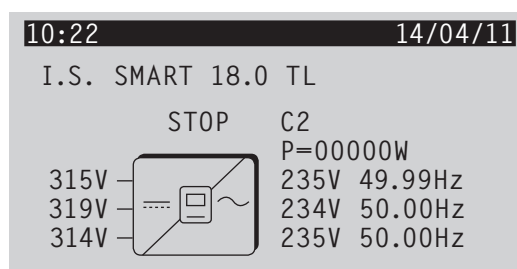 10:22 14/04/11
I.S. SMART 18.0 TL
STOP C2
P=00000W
315V 235V 49.99Hz
319V 234V 50.00Hz
314V 235V 50.00Hz